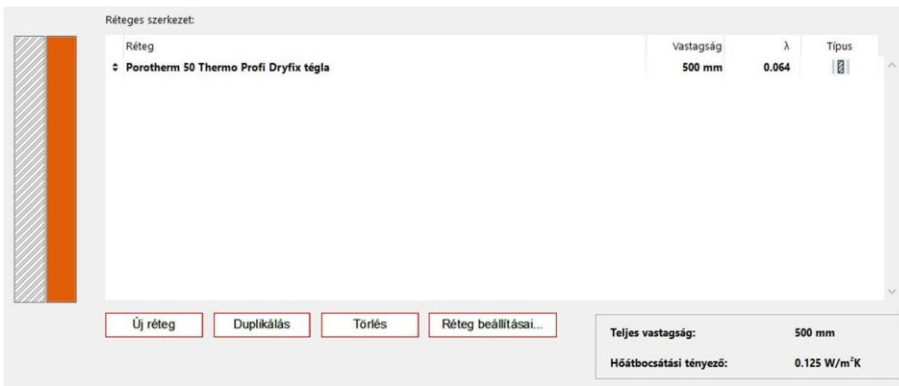 Réteges szerkezet:
Réteg Vastagság λ Típus
Porotherm 50 Thermo Profi Dryfix tégla 500 mm 0.064
Új réteg Duplikálás Törlés Réteg beállításai...
Teljes vastagság: 500 mm
Hőátbocsátási tényező: 0.125 W/m²K